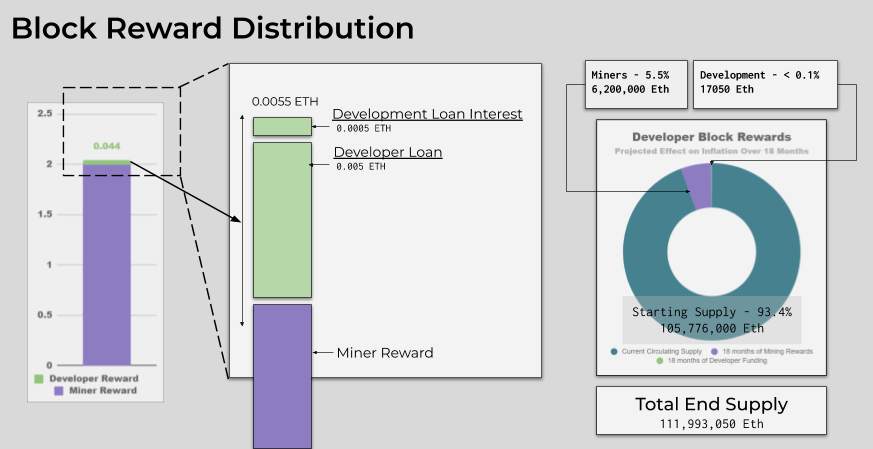 Block Reward Distribution
2.5
0.044
2
1.5
1
0.5
0
Developer Reward
Miner Reward
0.0055 ETH
Development Loan Interest
0.0005 ETH
Developer Loan
0.005 ETH
Miner Reward
Miners - 5.5%
6,200,000 Eth
Development - < 0.1%
17050 Eth
Developer Block Rewards
Projected Effect on Inflation Over 18 Months
Starting Supply - 93.4%
105,776,000 Eth
Current Circulating Supply
18 months of Mining Rewards
18 months of Developer Funding
Total End Supply
111,993,050 Eth